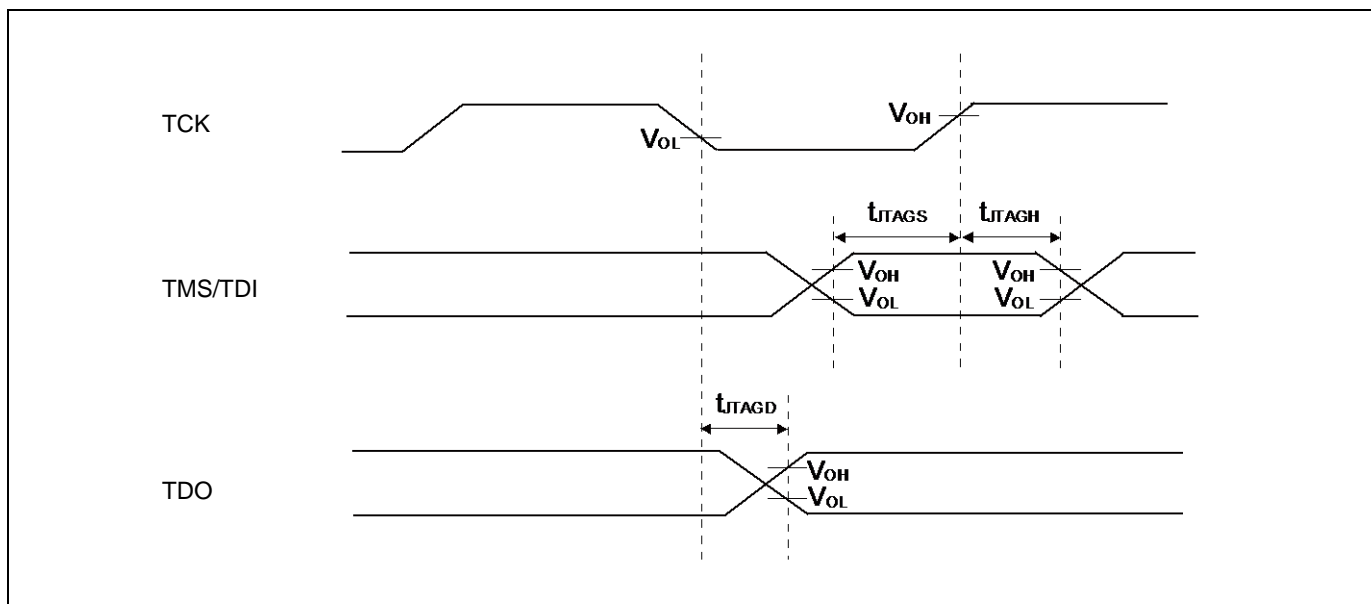 TCK
VOL
VOH
tJTAGS
tJTAGH
TMS/TDI
VOH
VOL
VOH
VOL
tJTAGD
TDO
VOH
VOL